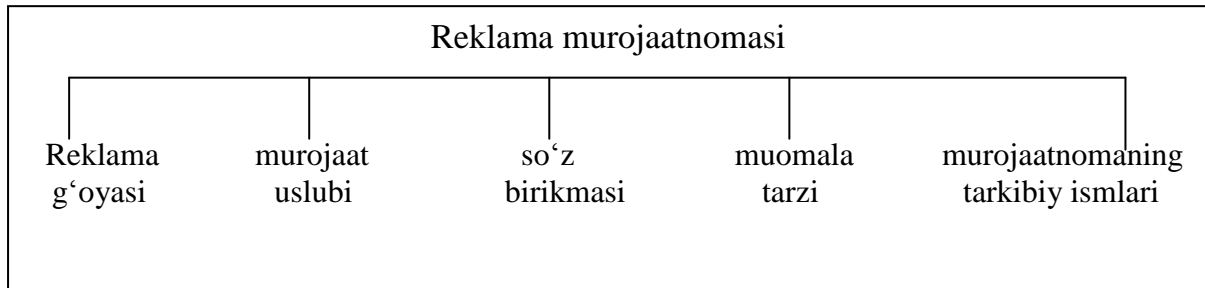 Reklama murojaatnomasi
Reklama g‘oyasi
murojaat uslubi
so‘z birikmasi
muomala tarzi
murojaatnomaning tarkibiy ismlari